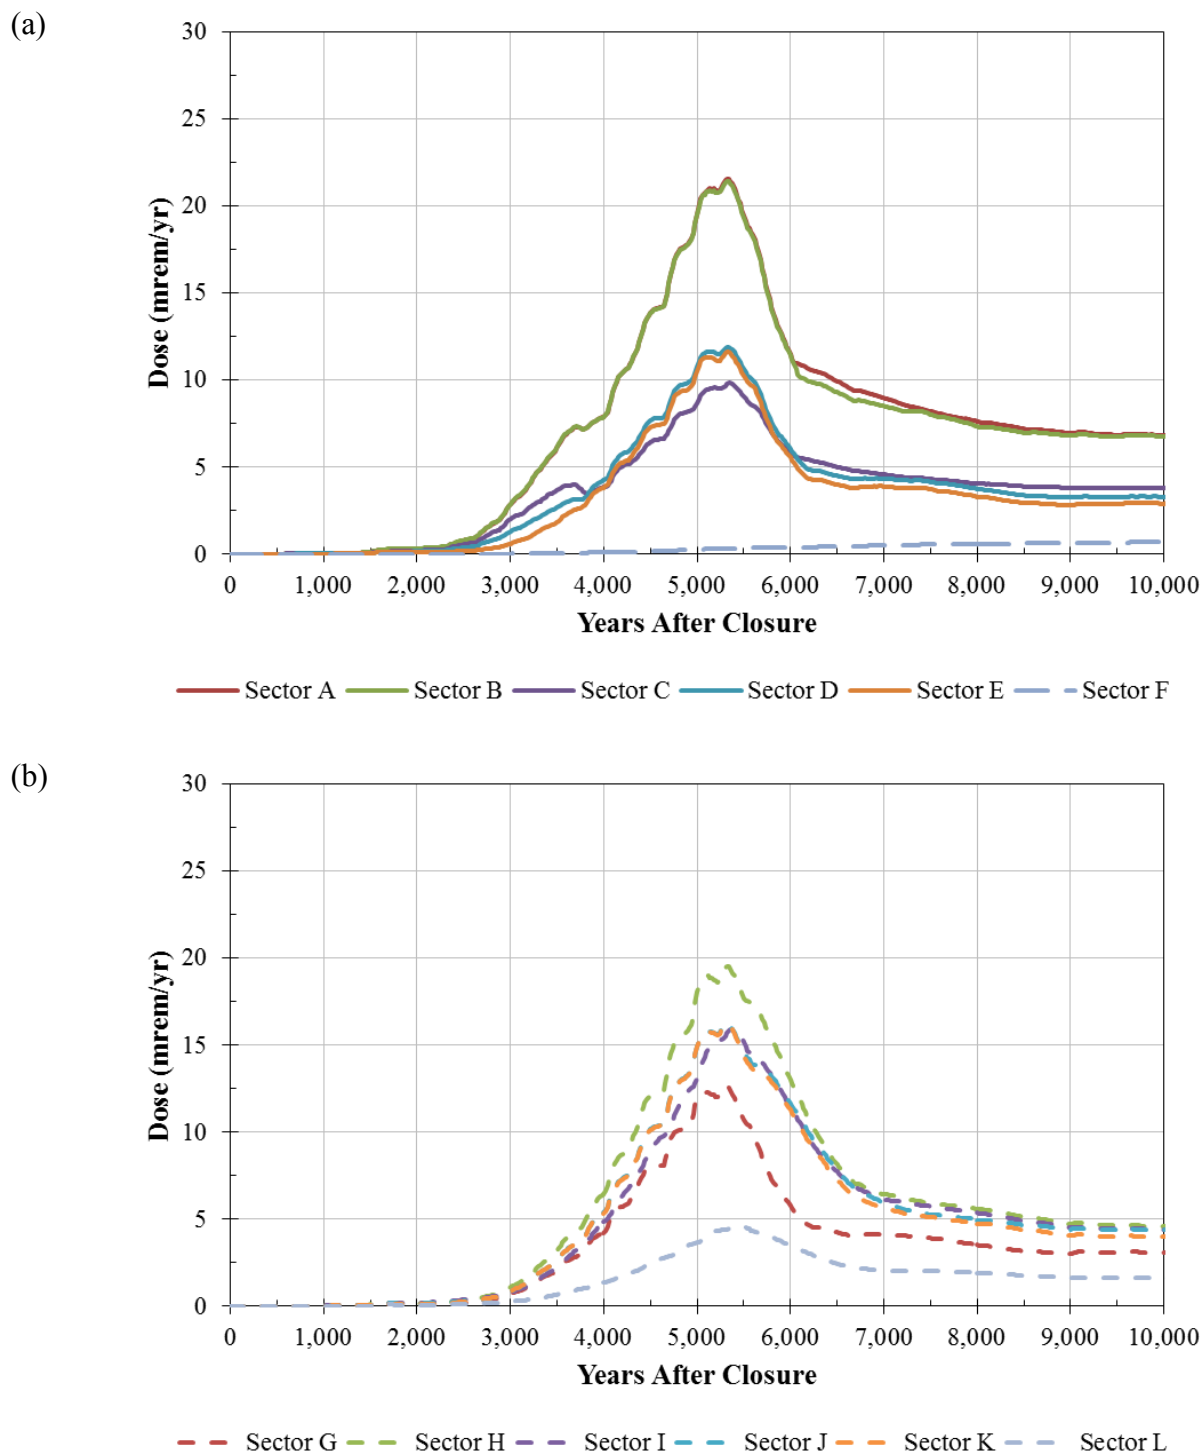 (a)
30
25
20
15
10
5
0
Dose (mrem/yr)
0 1,000 2,000 3,000 4,000 5,000 6,000 7,000 8,000 9,000 10,000
Years After Closure
Sector A Sector B Sector C Sector D Sector E Sector F
(b)
30
25
20
15
10
5
0
Dose (mrem/yr)
0 1,000 2,000 3,000 4,000 5,000 6,000 7,000 8,000 9,000 10,000
Years After Closure
Sector G Sector H Sector I Sector J Sector K Sector L